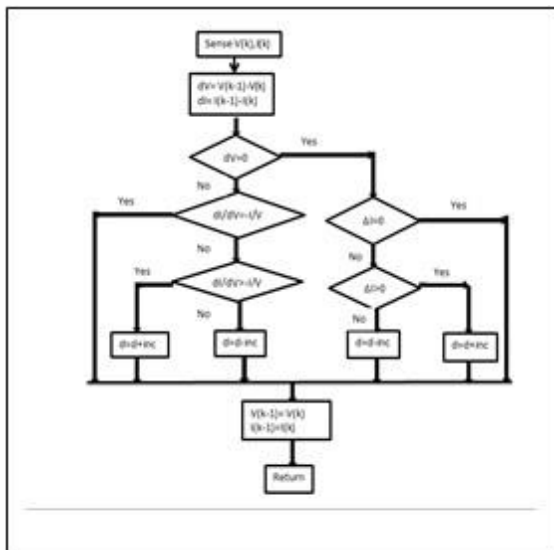 Sense V(k),I(k)
dV= V(k-1)-V(k)
dI= I(k-1)-I(k)
Yes
dV=0
No
Yes
dI/dV=-I/V
ΔI=0
Yes
No
No
Yes
dI/dV>-I/V
ΔI>0
Yes
No
No
d=d+inc
d=d-inc
d=d-inc
d=d+inc
V(k-1)= V(k)
I(k-1)=I(k)
Return